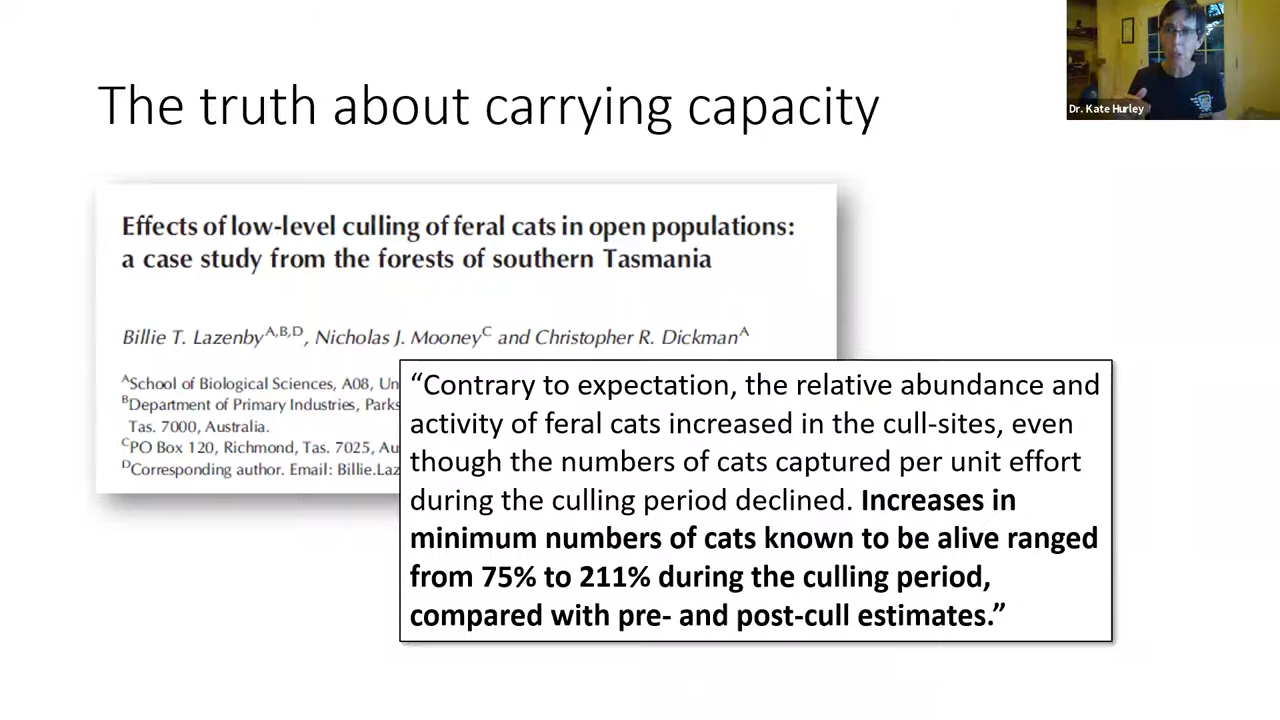 Dr. Kate Hurley
The truth about carrying capacity
Effects of low-level culling of feral cats in open populations:
a case study from the forests of southern Tasmania
Billie T. LazenbyA,B,D, Nicholas J. MooneyC and Christopher R. DickmanA
ASchool of Biological Sciences, A08, Un
BDepartment of Primary Industries, Parks
Tas. 7000, Australia.
CPO Box 120, Richmond, Tas. 7025, Au
DCorresponding author. Email: Billie.Laz
“Contrary to expectation, the relative abundance and
activity of feral cats increased in the cull-sites, even
though the numbers of cats captured per unit effort
during the culling period declined. Increases in
minimum numbers of cats known to be alive ranged
from 75% to 211% during the culling period,
compared with pre- and post-cull estimates.”